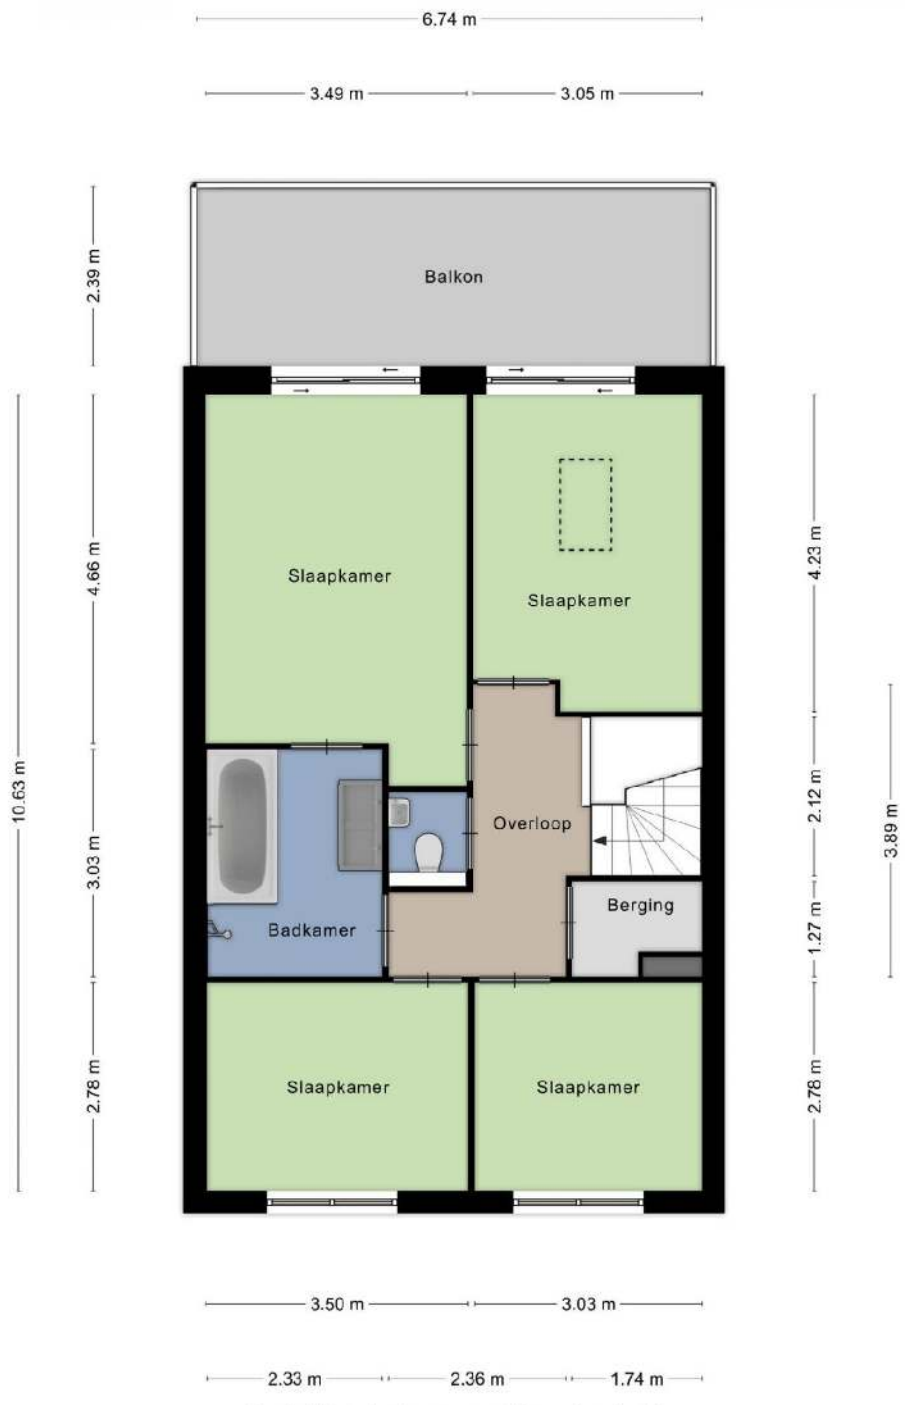 6.74 m
3.49 m
3.05 m
2.39 m
Balkon
4.66 m
4.23 m
Slaapkamer
Slaapkamer
10.63 m
3.03 m
2.12 m
3.89 m
Overloop
Berging
1.27 m
Badkamer
2.78 m
Slaapkamer
Slaapkamer
2.78 m
3.50 m
3.03 m
2.33 m
2.36 m
1.74 m